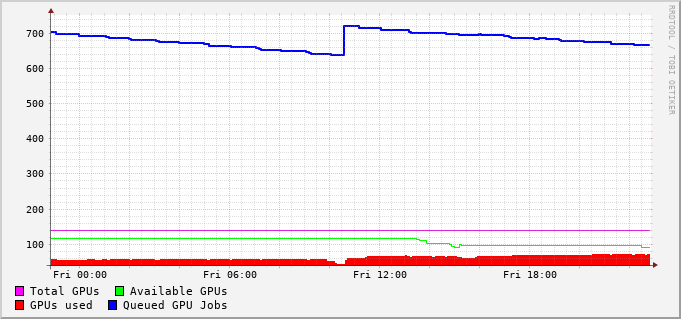 RRDTOOL / TOBI OETIKER
700
600
500
400
300
200
100
Fri 00:00 Fri 06:00 Fri 12:00 Fri 18:00
Total GPUs Available GPUs
GPUs used Queued GPU Jobs